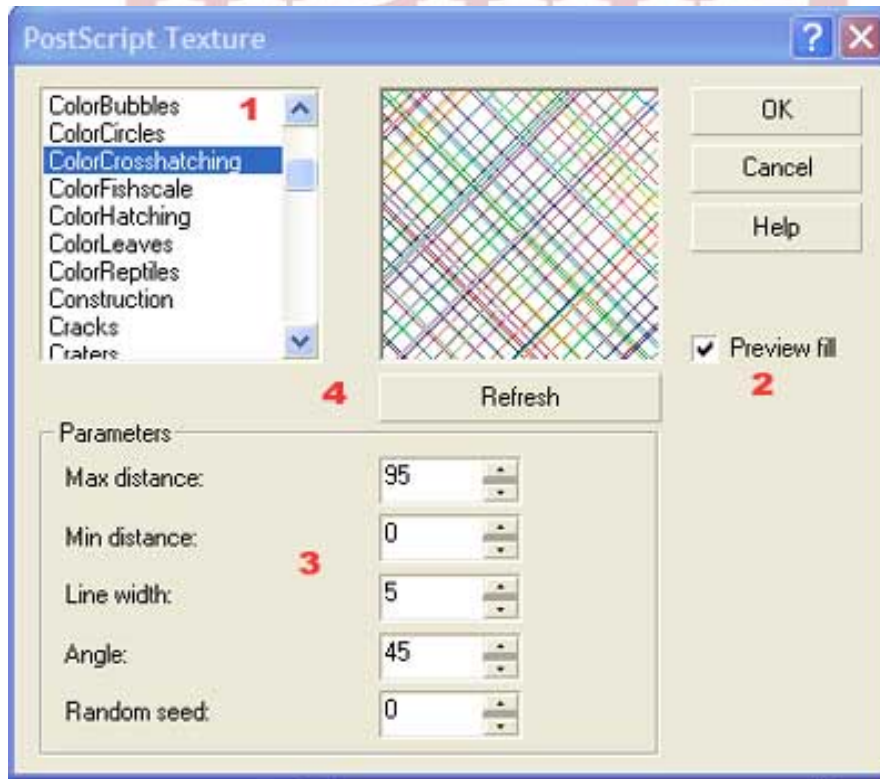 PostScript Texture
?
ColorBubbles
ColorCircles
ColorCrosshatching
ColorFishscale
ColorHatching
ColorLeaves
ColorReptiles
Construction
Cracks
Craters
1
OK
Cancel
Help
Preview fill
2
4
Refresh
Parameters
Max distance: 95
Min distance: 0
3
Line width: 5
Angle: 45
Random seed: 0